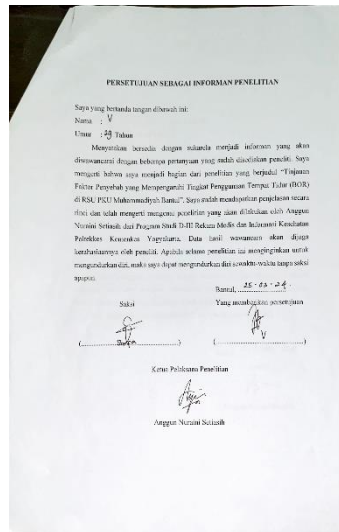 PERSETUJUAN SEBAGAI INFORMAN PENELITIAN
Saya yang bertanda tangan dibawah ini:
Nama : V
Umur : 29 Tahun
Menyatakan bersedia dengan sukarela menjadi informan yang akan
diwawancarai dengan beberapa pertanyaan yang sudah disediakan peneliti. Saya
mengerti bahwa saya menjadi bagian dari penelitian yang berjudul "Tinjauan
Faktor Penyebab yang Mempengaruhi Tingkat Penggunaan Tempat Tidur (BOR)
di RSU PKU Muhammadiyah Bantul". Saya sudah mendapatkan penjelasan secara
rinci dan telah mengerti mengenai penelitian yang akan dilakukan oleh Anggun
Nuraini Setiasih dari Program Studi D-III Rekam Medis dan Informasi Kesehatan
Poltekkes Kemenkes Yogyakarta. Data hasil wawancara akan dijaga
kerahasiaannya oleh peneliti. Apabila selama penelitian ini menginginkan untuk
mengundurkan diri, maka saya dapat mengundurkan diri sewaktu-waktu tanpa saksi
apapun.
Bantul, 25-03-24
Saksi Yang memberikan persetujuan
V
Ketua Pelaksana Penelitian
Anggun Nuraini Setiasih